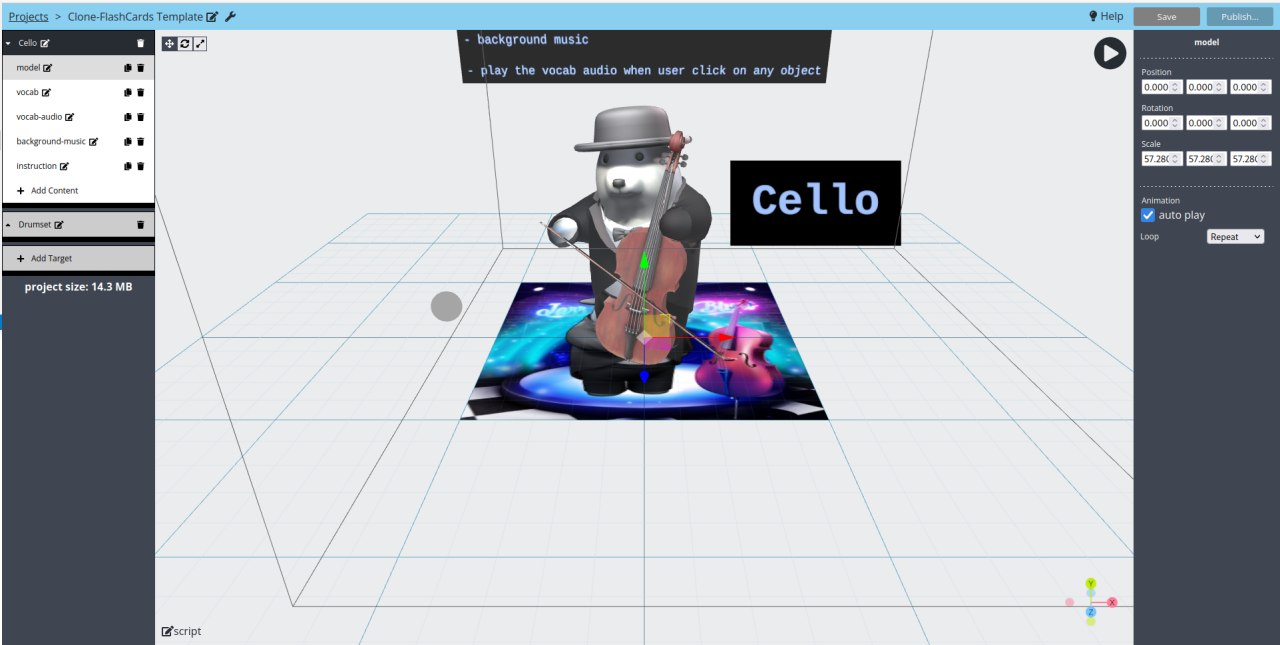 Projects > Clone-FlashCards Template
Help
Save
Publish...
Cello
model
vocab
vocab-audio
background-music
instruction
+ Add Content
Drumset
+ Add Target
project size: 14.3 MB
- background music
- play the vocab audio when user click on any object
Cello
script
Y
X
Z
model
Position
0.000 0.000 0.000
Rotation
0.000 0.000 0.000
Scale
57.280 57.280 57.280
Animation
auto play
Loop
Repeat